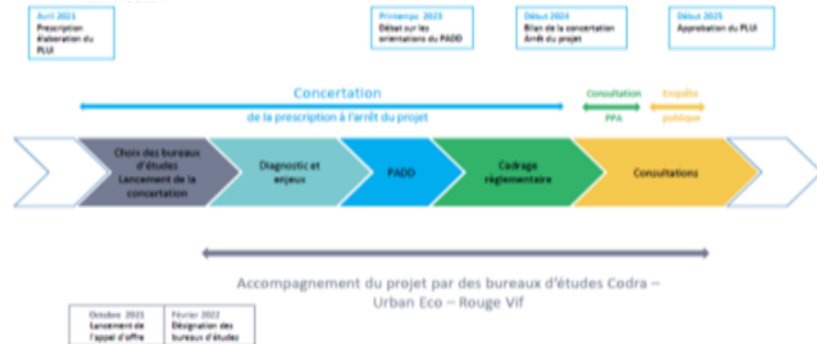 Avril 2021
Prescription
élaboration du
PLUI
Printemps 2023
Débat sur les
orientations du PADD
Début 2024
Bilan de la concertation
Arrêt du projet
Début 2025
Approbation du PLUI
Concertation
de la prescription à l'arrêt du projet
Consultation
PPA
Enquête
publique
Choix des bureaux
d'études
Lancement de la
concertation
Diagnostic et
enjeux
PADD
Cadrage
règlementaire
Consultations
Accompagnement du projet par des bureaux d'études Codra –
Urban Eco – Rouge Vif
Octobre 2021
Lancement de
l'appel d'offre
Février 2022
Désignation des
bureaux d'études